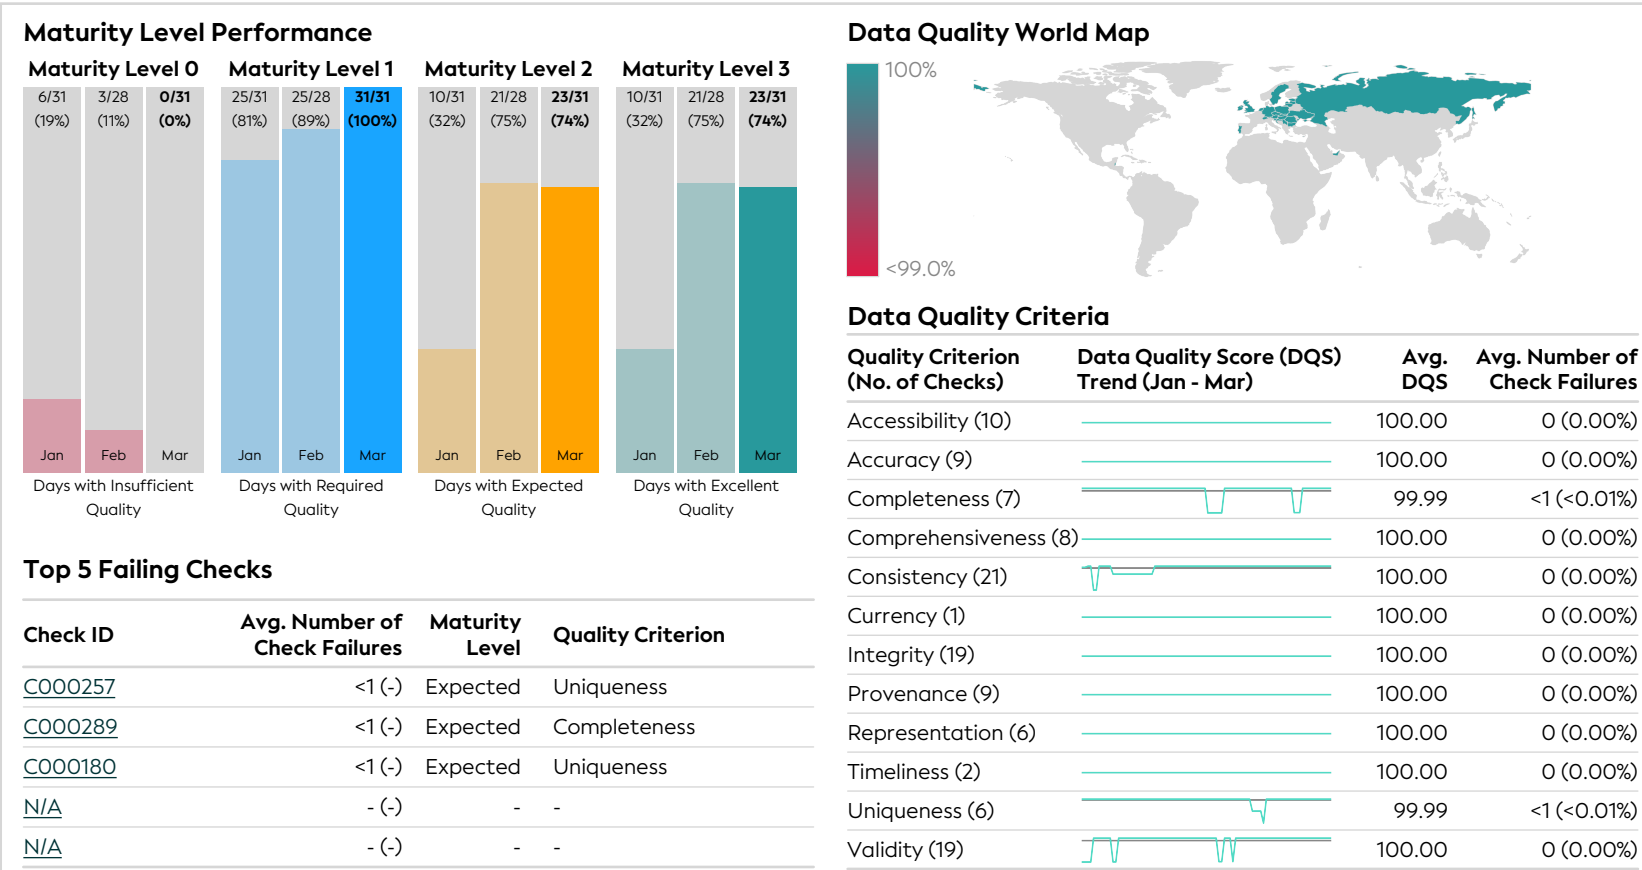 Maturity Level Performance
Maturity Level 0
Maturity Level 1
Maturity Level 2
Maturity Level 3
6/31
3/28
0/31
25/31
25/28
31/31
10/31
21/28
23/31
10/31
21/28
23/31
(19%)
(11%)
(0%)
(81%)
(89%)
(100%)
(32%)
(75%)
(74%)
(32%)
(75%)
(74%)
Jan
Feb
Mar
Jan
Feb
Mar
Jan
Feb
Mar
Jan
Feb
Mar
Days with Insufficient
Quality
Days with Required
Quality
Days with Expected
Quality
Days with Excellent
Quality
Top 5 Failing Checks
Check ID
Avg. Number of
Check Failures
Maturity
Level
Quality Criterion
C000257 <1 (-) Expected Uniqueness
C000289 <1 (-) Expected Completeness
C000180 <1 (-) Expected Uniqueness
N/A - (-) - -
N/A - (-) - -
Data Quality World Map
100%
<99.0%
Data Quality Criteria
Quality Criterion
(No. of Checks)
Data Quality Score (DQS)
Trend (Jan - Mar)
Avg.
DQS
Avg. Number of
Check Failures
Accessibility (10) 100.00 0 (0.00%)
Accuracy (9) 100.00 0 (0.00%)
Completeness (7) 99.99 <1 (<0.01%)
Comprehensiveness (8) 100.00 0 (0.00%)
Consistency (21) 100.00 0 (0.00%)
Currency (1) 100.00 0 (0.00%)
Integrity (19) 100.00 0 (0.00%)
Provenance (9) 100.00 0 (0.00%)
Representation (6) 100.00 0 (0.00%)
Timeliness (2) 100.00 0 (0.00%)
Uniqueness (6) 99.99 <1 (<0.01%)
Validity (19) 100.00 0 (0.00%)